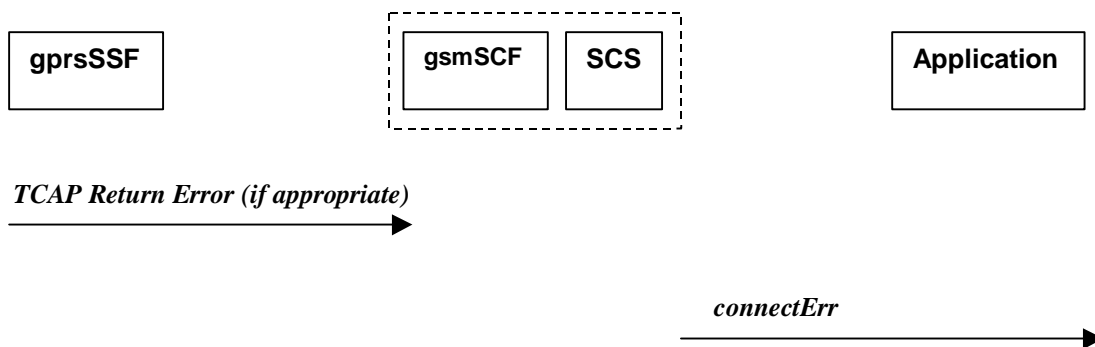 gprsSSF
gsmSCF
SCS
Application
TCAP Return Error (if appropriate)
connectErr